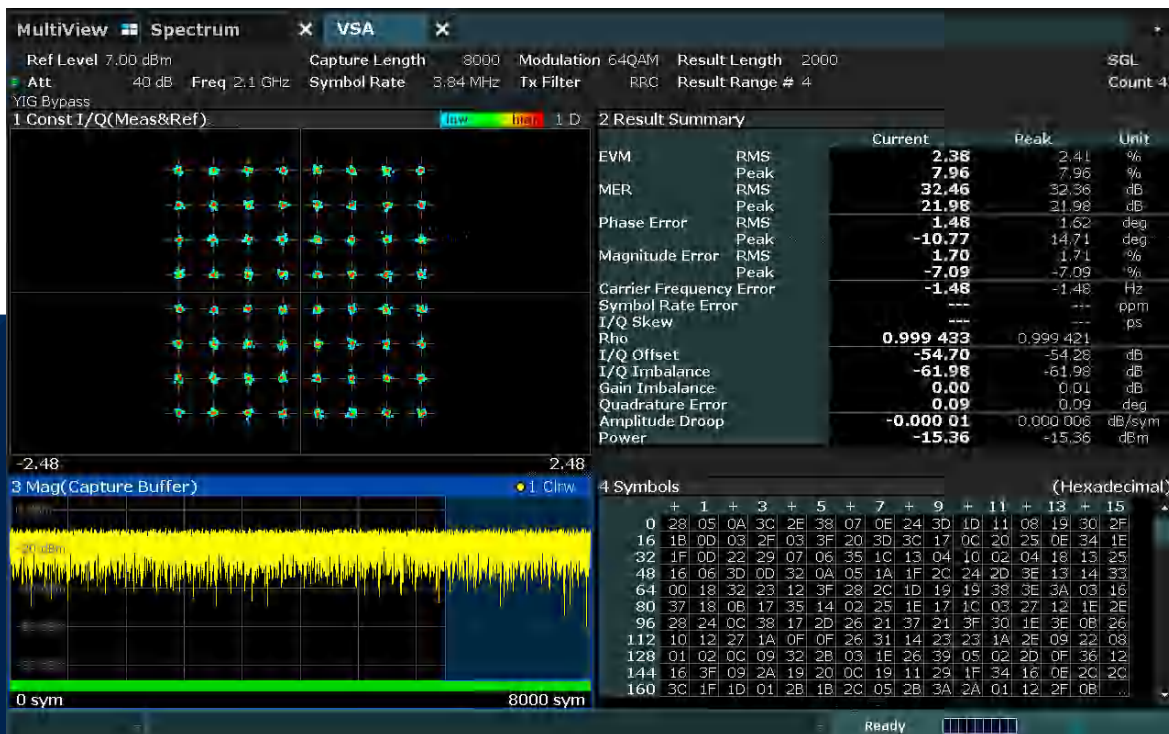 MultiView Spectrum X VSA X
Ref Level 7.00 dBm Capture Length 8000 Modulation 64QAM Result Length 2000 SGL
Att 40 dB Freq 2.1 GHz Symbol Rate 3.84 MHz Tx Filter RRC Result Range # 4 Count 4
YIG Bypass
1 Const I/Q(Meas&Ref) low high 1 D
-2.48 2.48
2 Result Summary
Current Peak Unit
EVM RMS 2.38 2.41 %
Peak 7.96 7.96 %
MER RMS 32.46 32.36 dB
Peak 21.98 21.98 dB
Phase Error RMS 1.48 1.62 deg
Peak -10.77 14.71 deg
Magnitude Error RMS 1.70 1.71 %
Peak -7.09 -7.09 %
Carrier Frequency Error -1.48 -1.48 Hz
Symbol Rate Error --- --- ppm
I/Q Skew --- --- ps
Rho 0.999 433 0.999 421
I/Q Offset -54.70 -54.28 dB
I/Q Imbalance -61.98 -61.98 dB
Gain Imbalance 0.00 0.01 dB
Quadrature Error 0.09 0.09 deg
Amplitude Droop -0.000 01 0.000 006 dB/sym
Power -15.36 -15.36 dBm
3 Mag(Capture Buffer) 1 Clrw
-20 dBm
0 sym 8000 sym
4 Symbols (Hexadecimal)
+ 1 + 3 + 5 + 7 + 9 + 11 + 13 + 15
0 28 05 0A 3C 2E 38 07 0E 24 3D 1D 11 08 19 30 2F
16 1B 0D 03 2F 03 3F 20 3D 3C 17 0C 20 25 0E 34 1E
32 1F 0D 22 29 07 06 35 1C 13 04 10 02 04 18 13 25
48 16 06 3D 0D 32 0A 05 1A 1F 2C 24 2D 3E 13 14 33
64 00 18 32 23 12 3F 28 2C 1D 19 19 38 3E 3A 03 16
80 37 18 0B 17 35 14 02 25 1E 17 1C 03 27 12 1E 2E
96 28 24 0C 38 17 2D 26 21 37 21 3F 30 1E 3E 0B 26
112 10 12 27 1A 0F 0F 26 31 14 23 23 1A 2E 09 22 08
128 01 02 0C 09 32 2B 03 1E 26 39 05 02 2D 0F 36 12
144 16 3F 09 2A 19 20 0C 19 11 29 1F 34 16 0E 2C 2C
160 3C 1F 1D 01 2B 1B 2C 05 2B 3A 2A 01 12 2F 0B ...
Ready